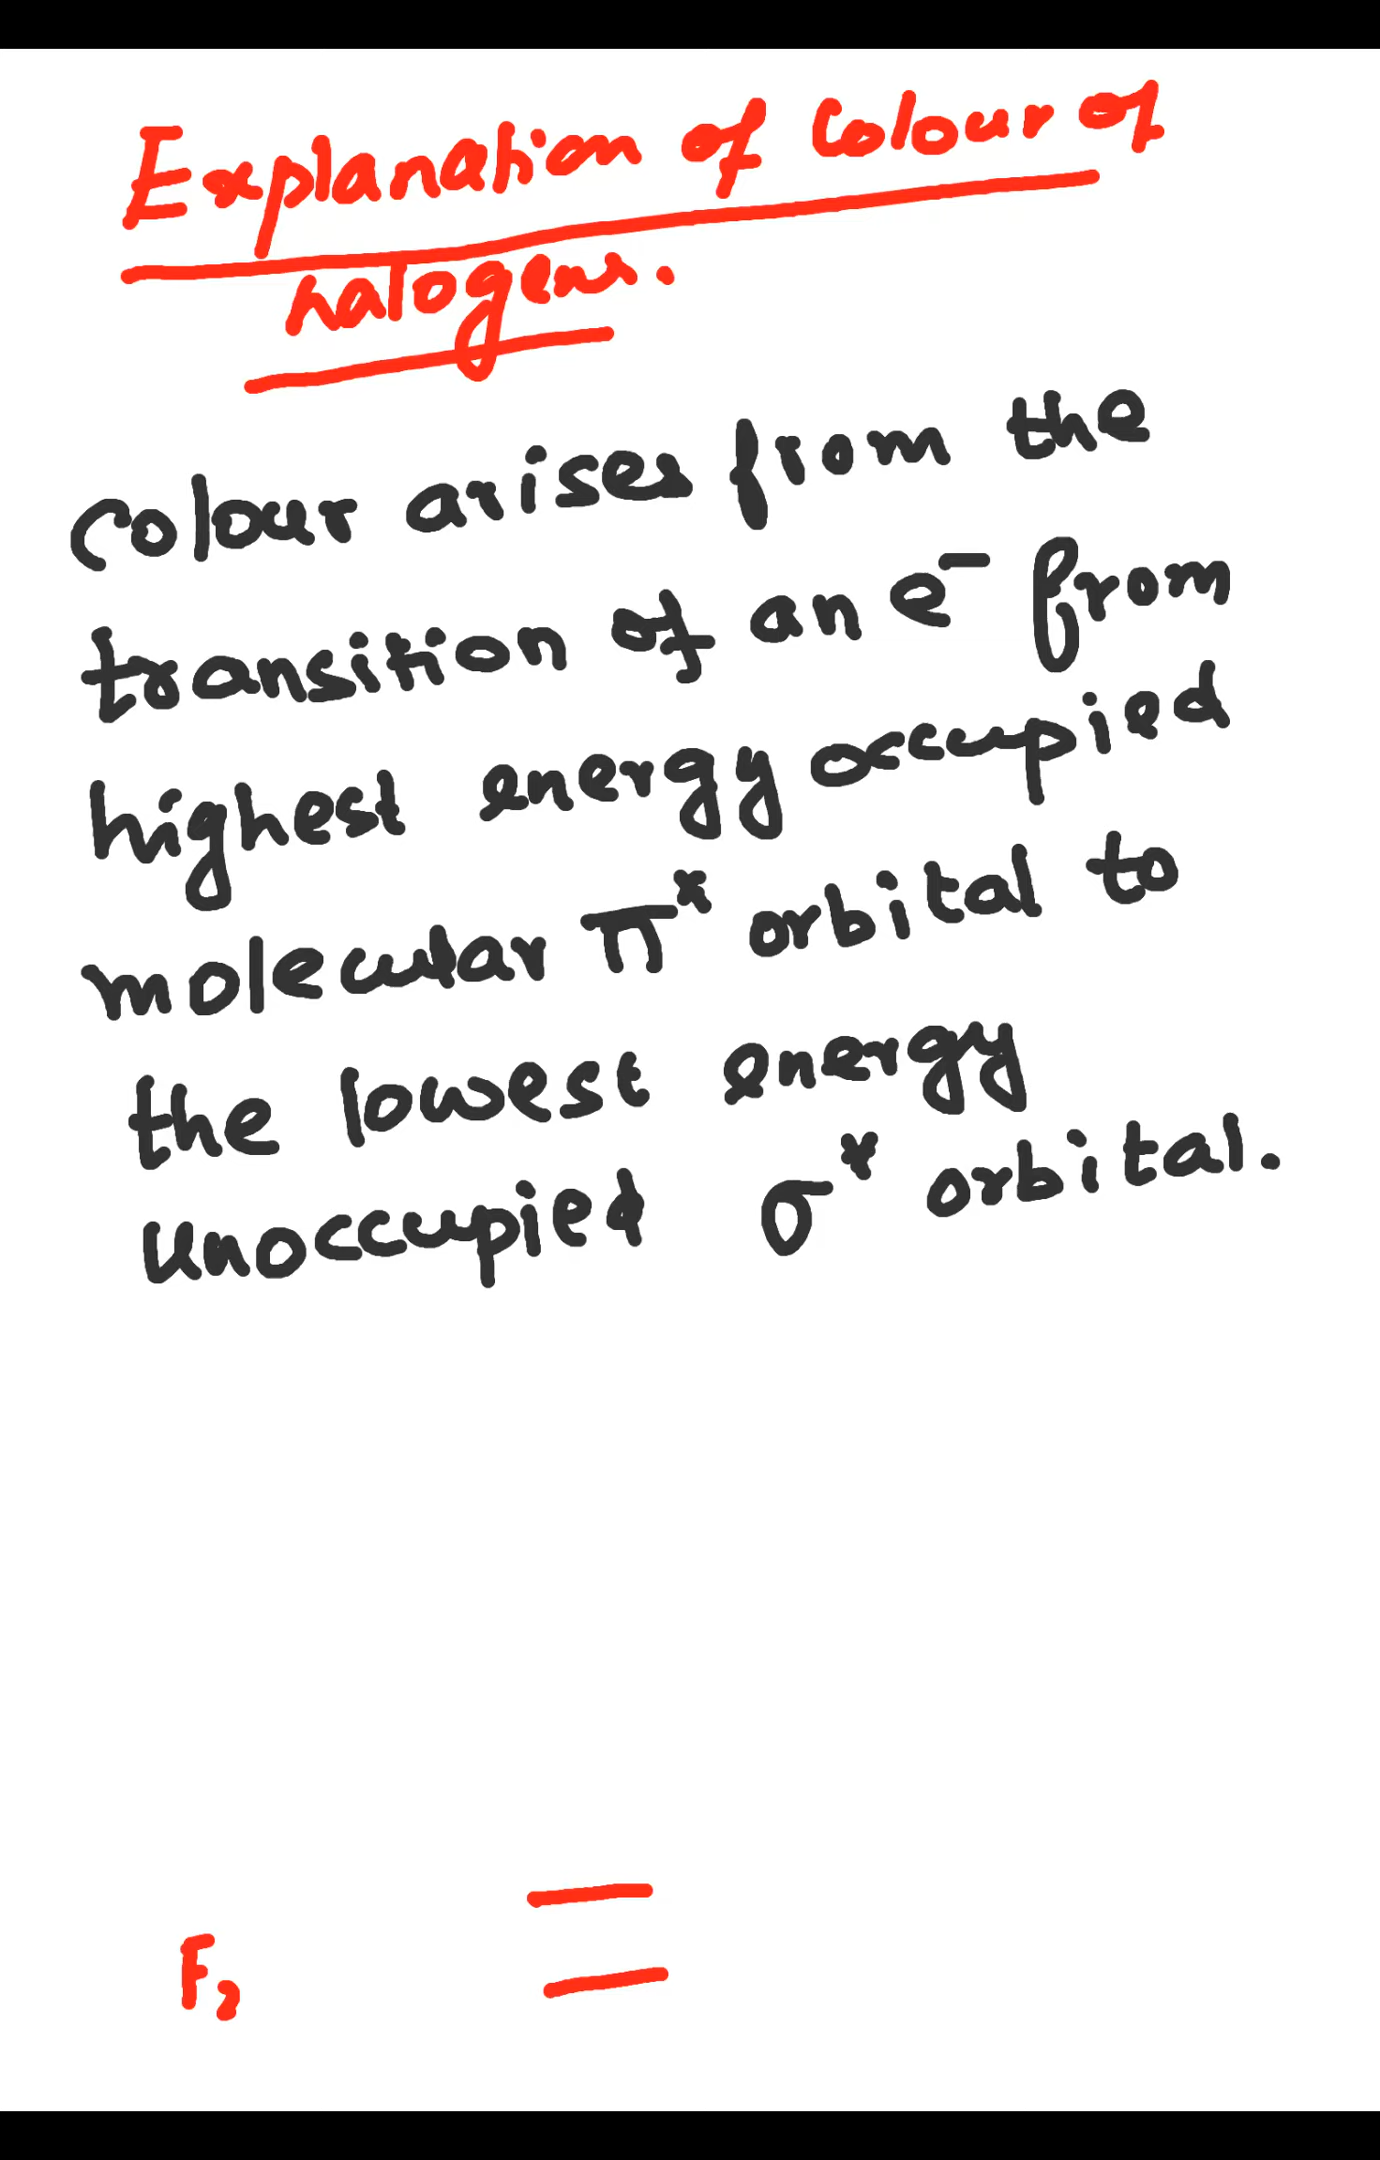 Explanation of Colour of
halogens.
Colour arises from the
transition of an e⁻ from
highest energy occupied
molecular π* orbital to
the lowest energy
unoccupied σ* orbital.
F₂